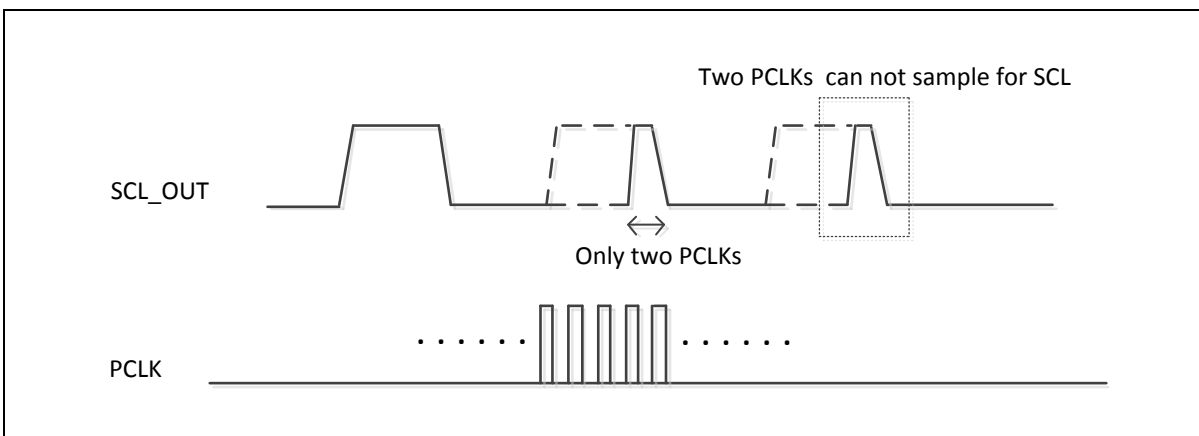 Two PCLKs can not sample for SCL
SCL_OUT
Only two PCLKs
PCLK